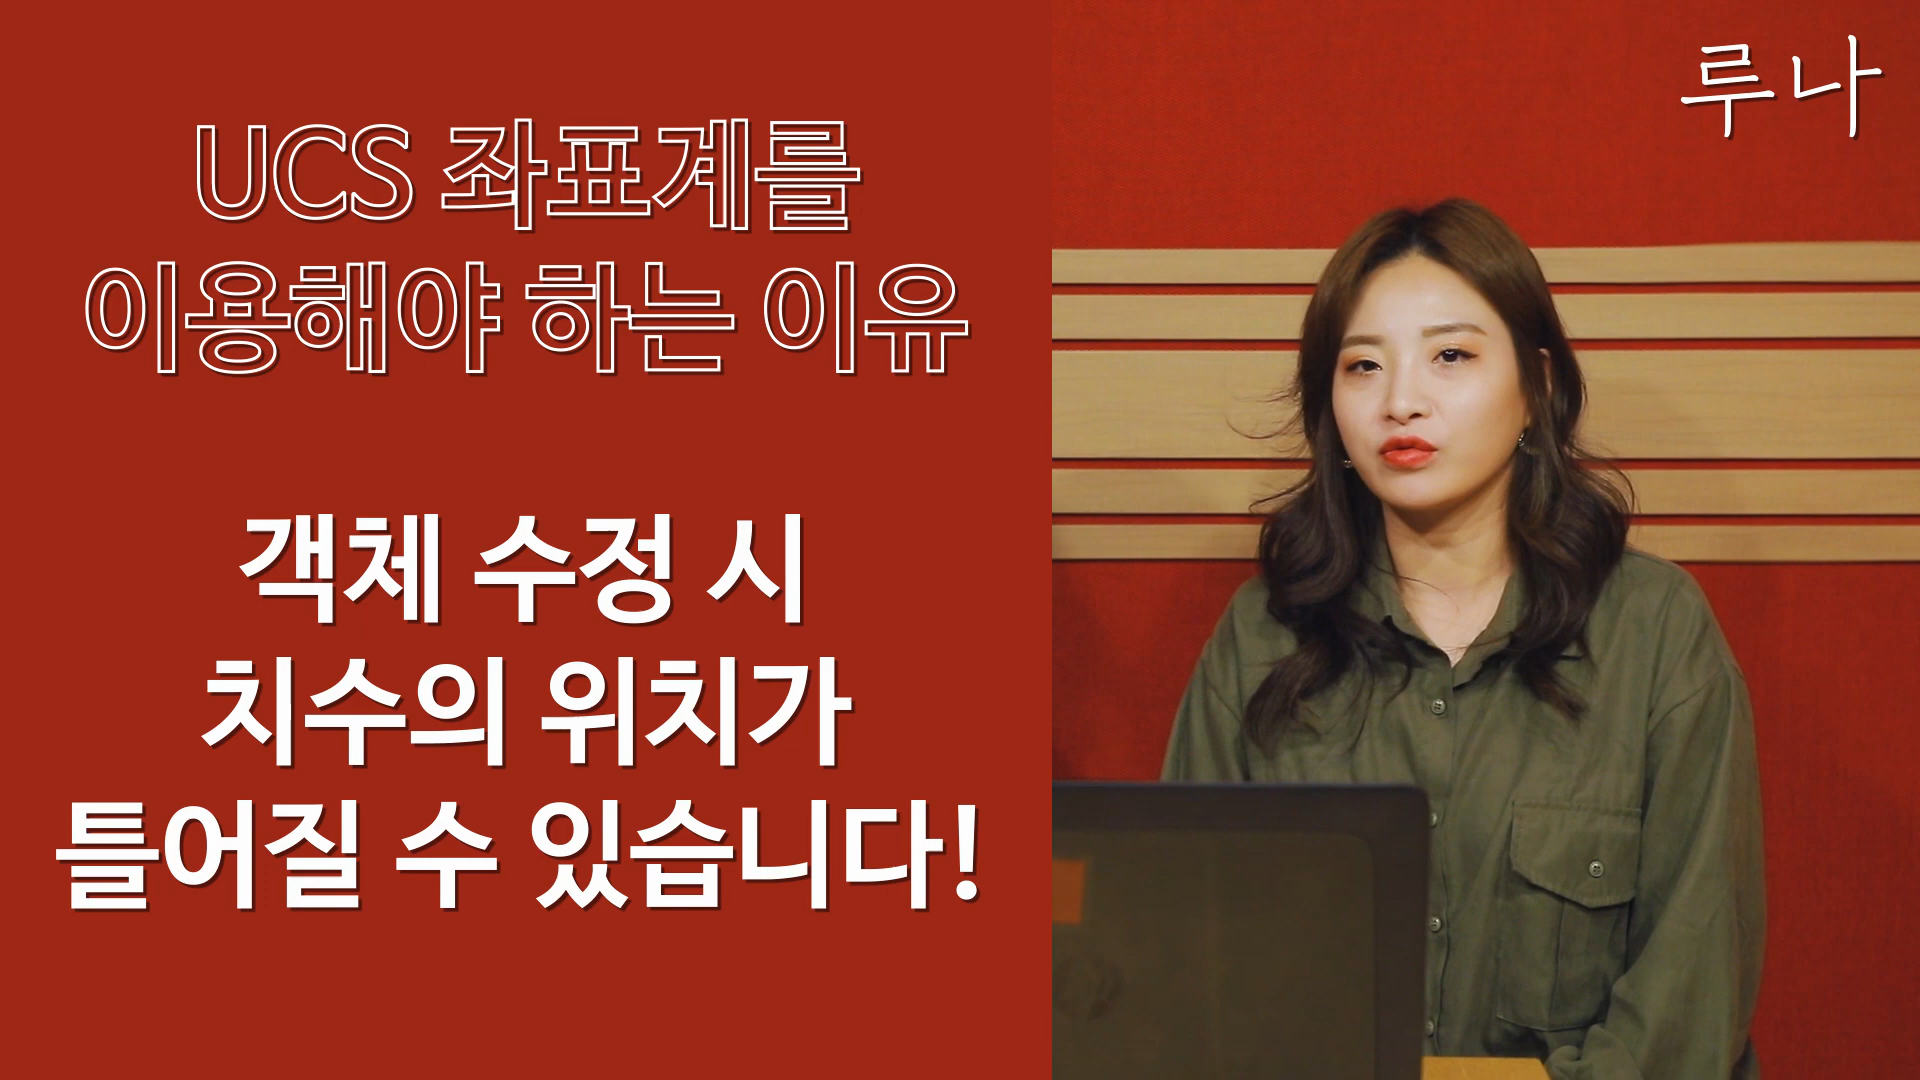 루나
UCS 좌표계를
이용해야 하는 이유
객체 수정 시
치수의 위치가
틀어질 수 있습니다!